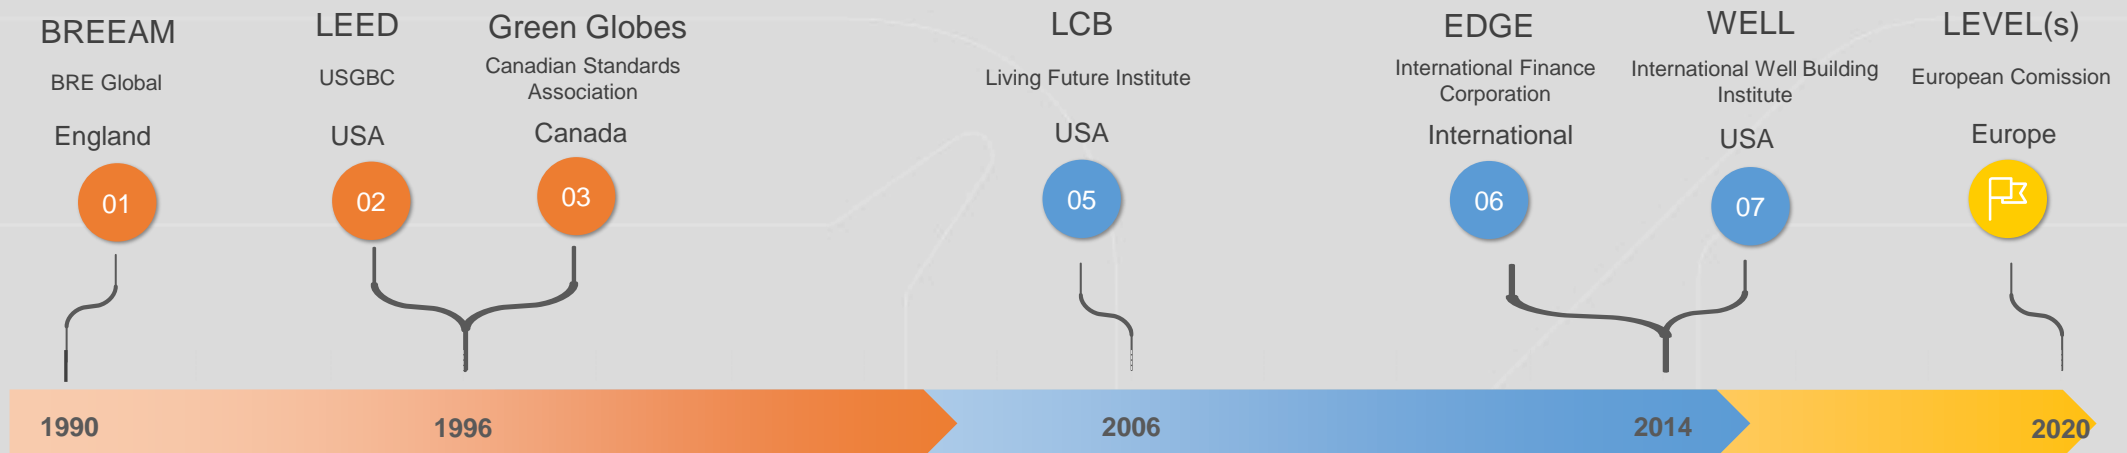 BREEAM
BRE Global
England
01
LEED
USGBC
USA
02
Green Globes
Canadian Standards
Association
Canada
03
LCB
Living Future Institute
USA
05
EDGE
International Finance
Corporation
International
06
WELL
International Well Building
Institute
USA
07
LEVEL(s)
European Comission
Europe
1990
1996
2006
2014
2020